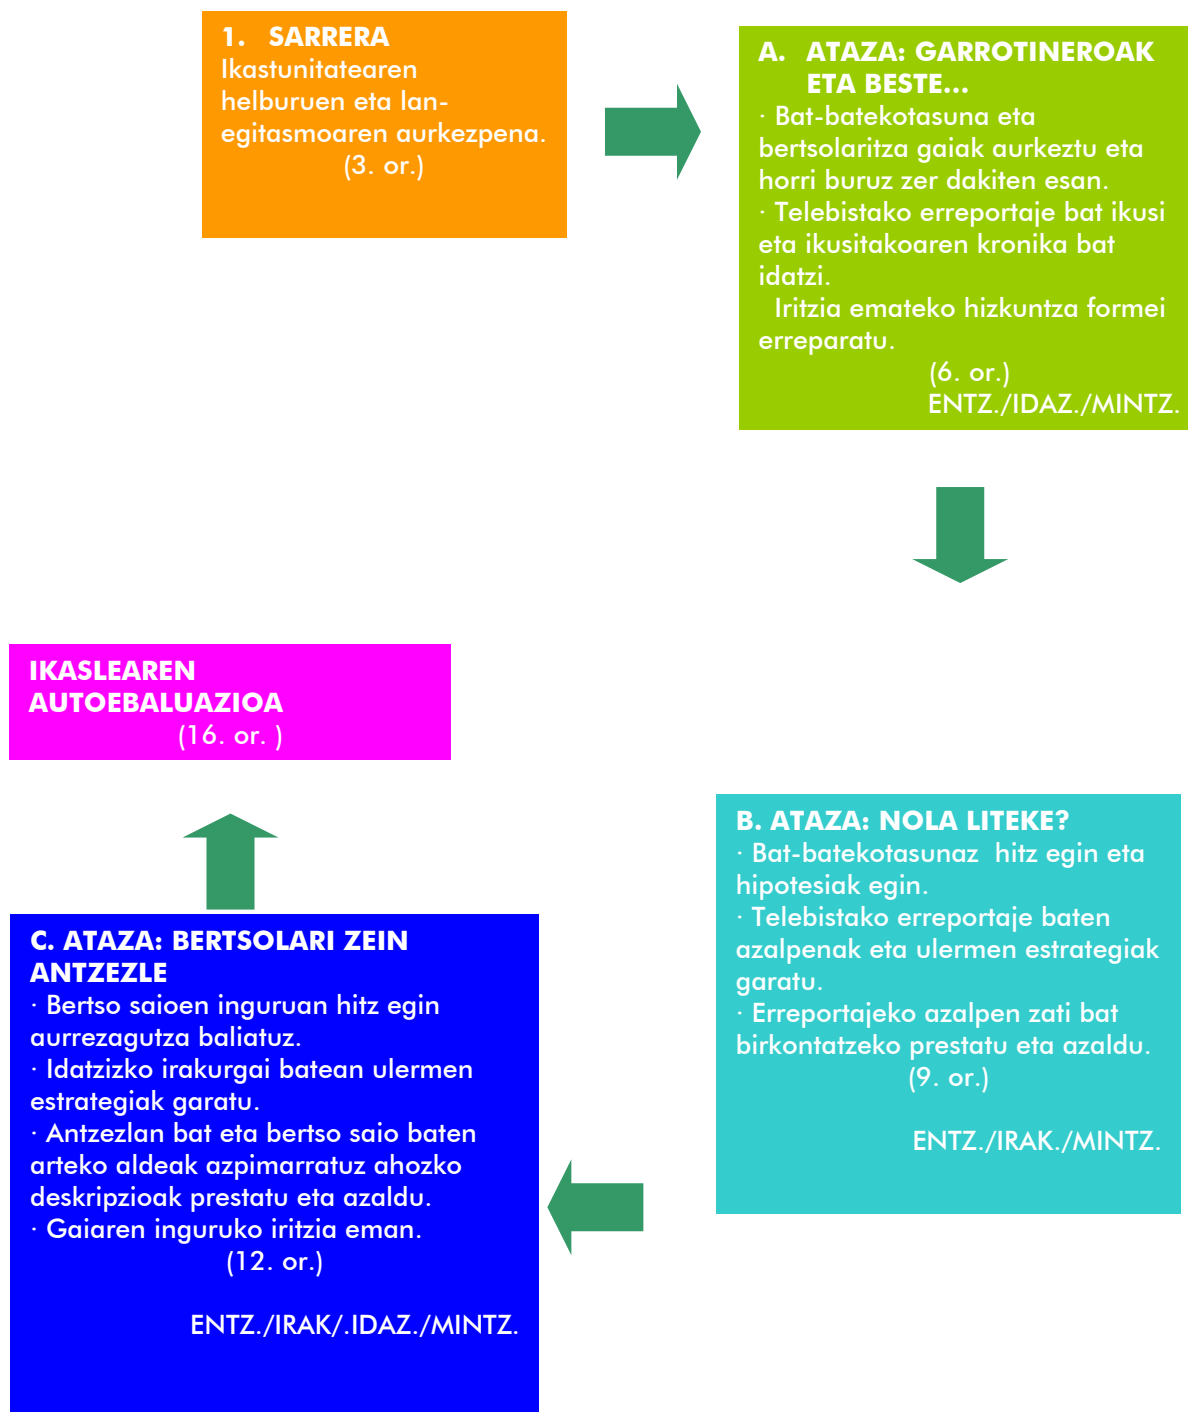 1. SARRERA
Ikastunitatearen
helburuen eta lan-
egitasmoaren aurkezpena.
(3. or.)
A. ATAZA: GARROTINEROAK
ETA BESTE...
· Bat-batekotasuna eta
bertsolaritza gaiak aurkeztu eta
horri buruz zer dakiten esan.
· Telebistako erreportaje bat ikusi
eta ikusitakoaren kronika bat
idatzi.
Iritzia emateko hizkuntza formei
erreparatu.
(6. or.)
ENTZ./IDAZ./MINTZ.
B. ATAZA: NOLA LITEKE?
· Bat-batekotasunaz hitz egin eta
hipotesiak egin.
· Telebistako erreportaje baten
azalpenak eta ulermen estrategiak
garatu.
· Erreportajeko azalpen zati bat
birkontatzeko prestatu eta azaldu.
(9. or.)
ENTZ./IRAK./MINTZ.
C. ATAZA: BERTSOLARI ZEIN
ANTZEZLE
· Bertso saioen inguruan hitz egin
aurrezagutza baliatuz.
· Idatzizko irakurgai batean ulermen
estrategiak garatu.
· Antzezlan bat eta bertso saio baten
arteko aldeak azpimarratuz ahozko
deskripzioak prestatu eta azaldu.
· Gaiaren inguruko iritzia eman.
(12. or.)
ENTZ./IRAK/.IDAZ./MINTZ.
IKASLEAREN
AUTOEBALUAZIOA
(16. or. )